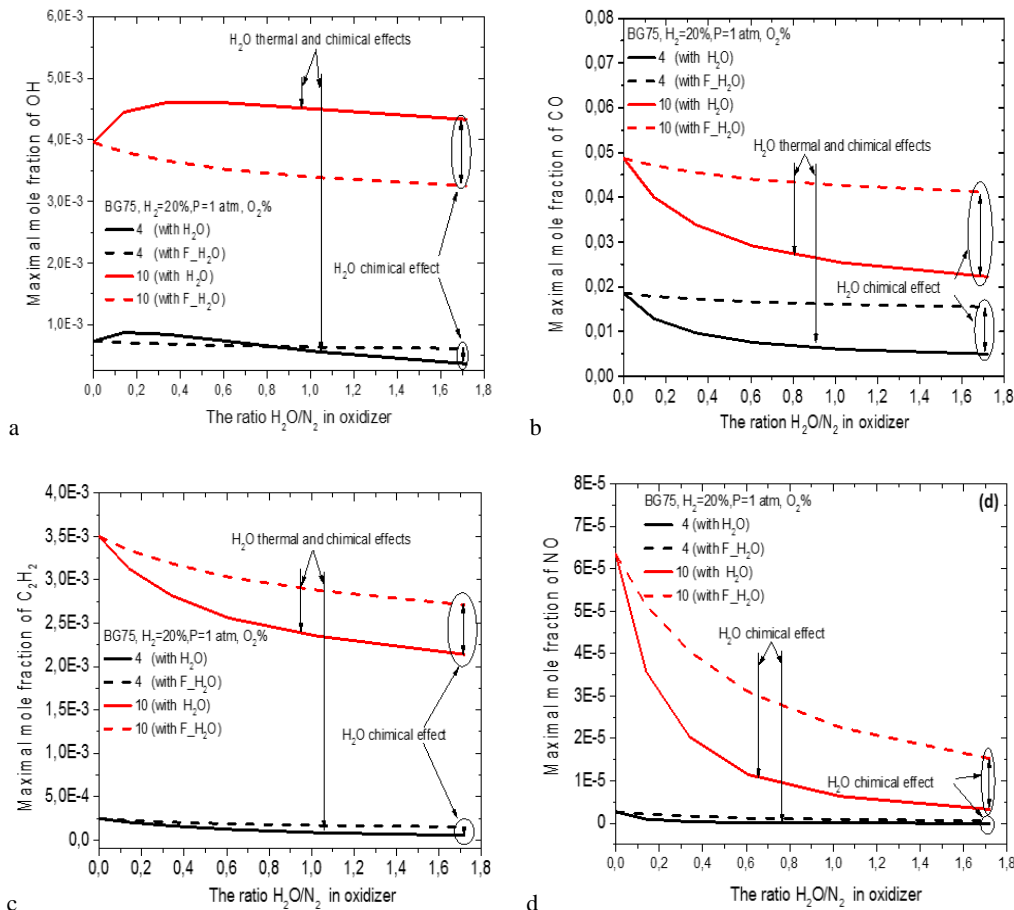 6,0E-3
5,0E-3
4,0E-3
3,0E-3
2,0E-3
1,0E-3
Maximal mole fration of OH
H₂O thermal and chimical effects
BG75, H₂=20%,P=1 atm, O₂%
4 (with H₂O)
4 (with F_H₂O)
10 (with H₂O)
10 (with F_H₂O)
H₂O chimical effect
0,0 0,2 0,4 0,6 0,8 1,0 1,2 1,4 1,6 1,8
The ratio H₂O/N₂ in oxidizer
a
0,08
0,07
0,06
0,05
0,04
0,03
0,02
0,01
0,00
Maximal mole fraction of CO
BG75, H₂=20%,P=1 atm, O₂%
4 (with H₂O)
4 (with F_H₂O)
10 (with H₂O)
10 (with F_H₂O)
H₂O thermal and chimical effects
H₂O chimical effect
0,0 0,2 0,4 0,6 0,8 1,0 1,2 1,4 1,6 1,8
The ration H₂O/N₂ in oxidizer
b
4,0E-3
3,5E-3
3,0E-3
2,5E-3
2,0E-3
1,5E-3
1,0E-3
5,0E-4
0,0
Maximal mole fraction of C₂H₂
H₂O thermal and chimical effects
BG75, H₂=20%,P=1 atm, O₂%
4 (with H₂O)
4 (with F_H₂O)
10 (with H₂O)
10 (with F_H₂O)
H₂O chimical effect
0,0 0,2 0,4 0,6 0,8 1,0 1,2 1,4 1,6 1,8
The ratio H₂O/N₂ in oxidizer
c
8E-5
7E-5
6E-5
5E-5
4E-5
3E-5
2E-5
1E-5
0
Maximal mole fraction of NO
BG75, H₂=20%,P=1 atm, O₂%
(d)
4 (with H₂O)
4 (with F_H₂O)
10 (with H₂O)
10 (with F_H₂O)
H₂O chimical effect
H₂O chimical effect
0,0 0,2 0,4 0,6 0,8 1,0 1,2 1,4 1,6 1,8
The ratio H₂O/N₂ in oxidizer
d